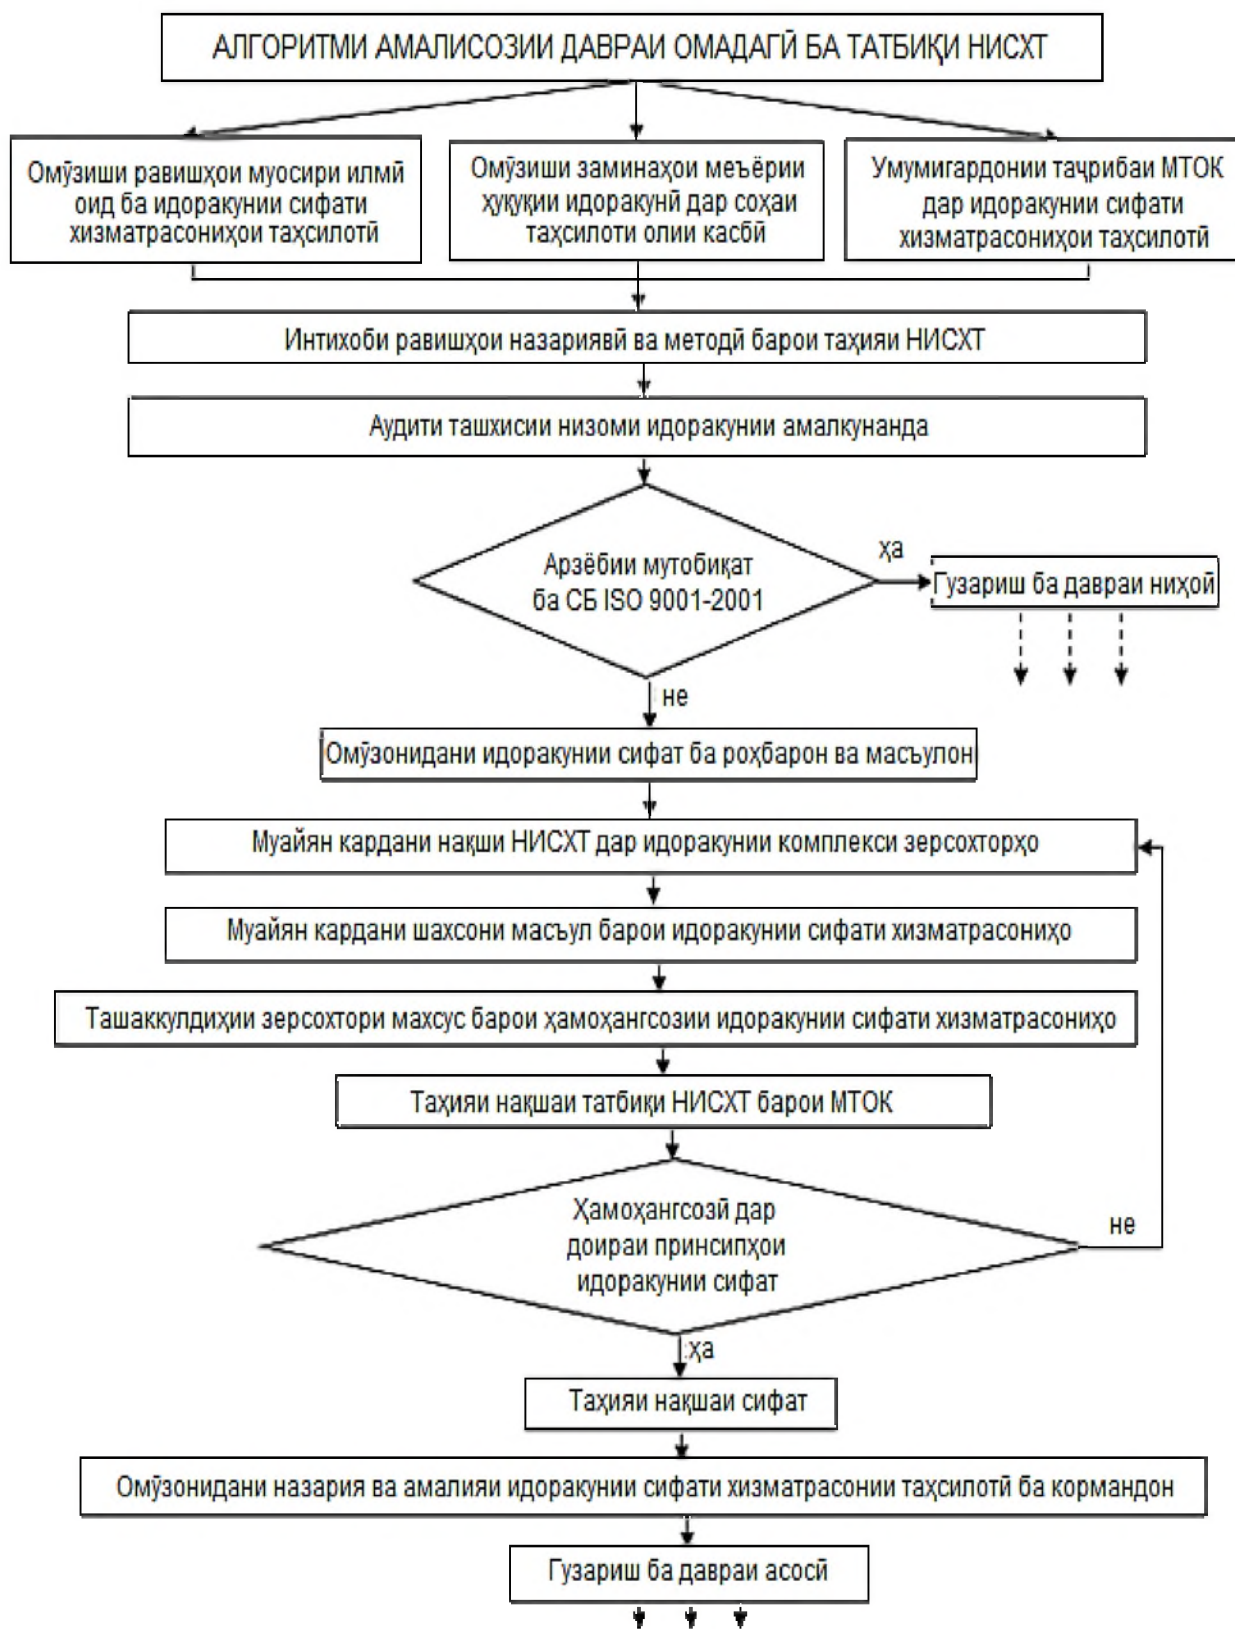 АЛГОРИТМИ АМАЛИСОЗИИ ДАВРАИ ОМАДАГӢ БА ТАТБИҚИ НИСХТ
Омӯзиши равишҳои муосири илмӣ
оид ба идоракунии сифати
хизматрасониҳои таҳсилотӣ
Омӯзиши заминаҳои меъёрии
ҳуқуқии идоракунӣ дар соҳаи
таҳсилоти олии касбӣ
Умумигардонии таҷрибаи МТОК
дар идоракунии сифати
хизматрасониҳои таҳсилотӣ
Интихоби равишҳои назариявӣ ва методӣ барои таҳияи НИСХТ
Аудити ташхисии низоми идоракунии амалкунанда
Арзёбии мутобиқат
ба СБ ISO 9001-2001
ҳа
Гузариш ба давраи ниҳоӣ
не
Омӯзонидани идоракунии сифат ба роҳбарон ва масъулон
Муайян кардани нақши НИСХТ дар идоракунии комплекси зерсохторҳо
Муайян кардани шахсони масъул барои идоракунии сифати хизматрасониҳо
Ташаккулдиҳии зерсохтори махсус барои ҳамоҳангсозии идоракунии сифати хизматрасониҳо
Таҳияи нақшаи татбиқи НИСХТ барои МТОК
Ҳамоҳангсозӣ дар
доираи принсипҳои
идоракунии сифат
не
ҳа
Таҳияи нақшаи сифат
Омӯзонидани назария ва амалияи идоракунии сифати хизматрасонии таҳсилотӣ ба кормандон
Гузариш ба давраи асосӣ